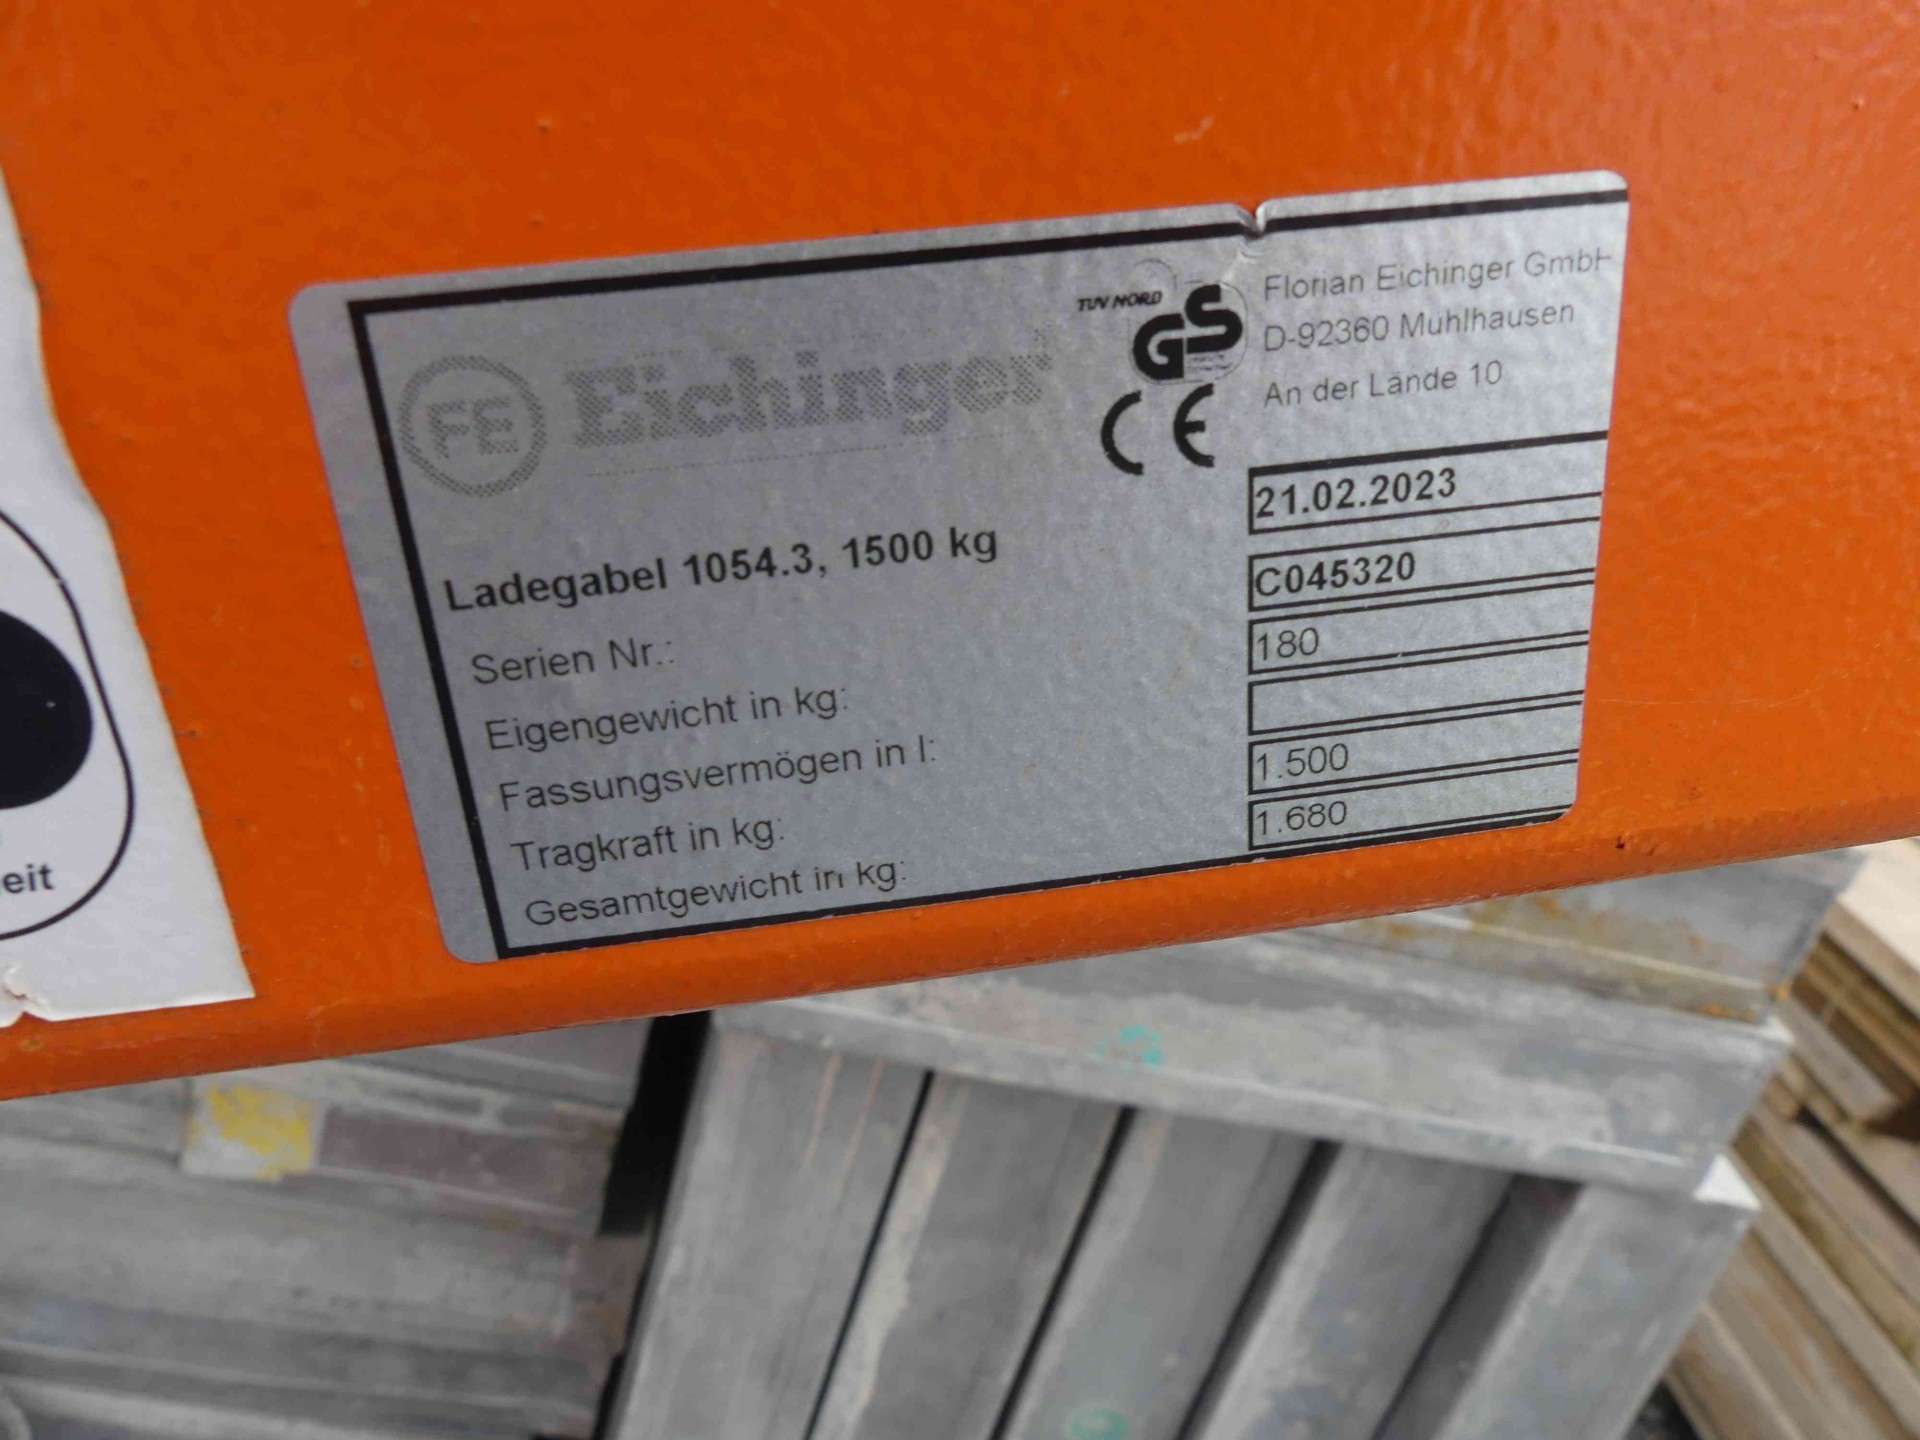 FE Eichinger
TUV NORD
GS
CE
Florian Eichinger GmbH
D-92360 Mühlhausen
An der Lände 10
21.02.2023
Ladegabel 1054.3, 1500 kg
Serien Nr.: C045320
Eigengewicht in kg: 180
Fassungsvermögen in l:
Tragkraft in kg: 1.500
Gesamtgewicht in kg: 1.680
eit